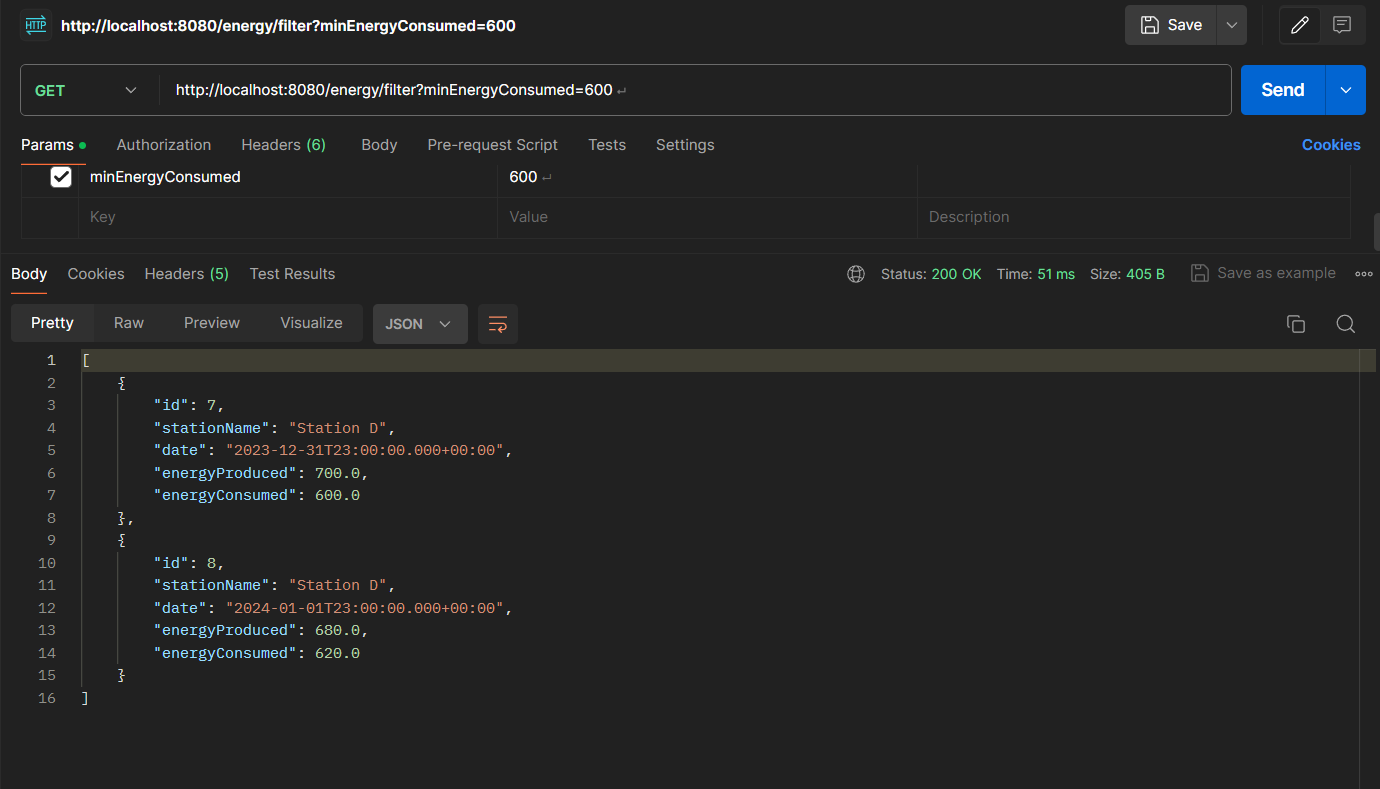 HTTP http://localhost:8080/energy/filter?minEnergyConsumed=600 Save
GET http://localhost:8080/energy/filter?minEnergyConsumed=600 ↵ Send
Params Authorization Headers (6) Body Pre-request Script Tests Settings Cookies
minEnergyConsumed 600 ↵
Key Value Description
Body Cookies Headers (5) Test Results Status: 200 OK Time: 51 ms Size: 405 B Save as example
Pretty Raw Preview Visualize JSON
1 [
2 {
3 "id": 7,
4 "stationName": "Station D",
5 "date": "2023-12-31T23:00:00.000+00:00",
6 "energyProduced": 700.0,
7 "energyConsumed": 600.0
8 },
9 {
10 "id": 8,
11 "stationName": "Station D",
12 "date": "2024-01-01T23:00:00.000+00:00",
13 "energyProduced": 680.0,
14 "energyConsumed": 620.0
15 }
16 ]